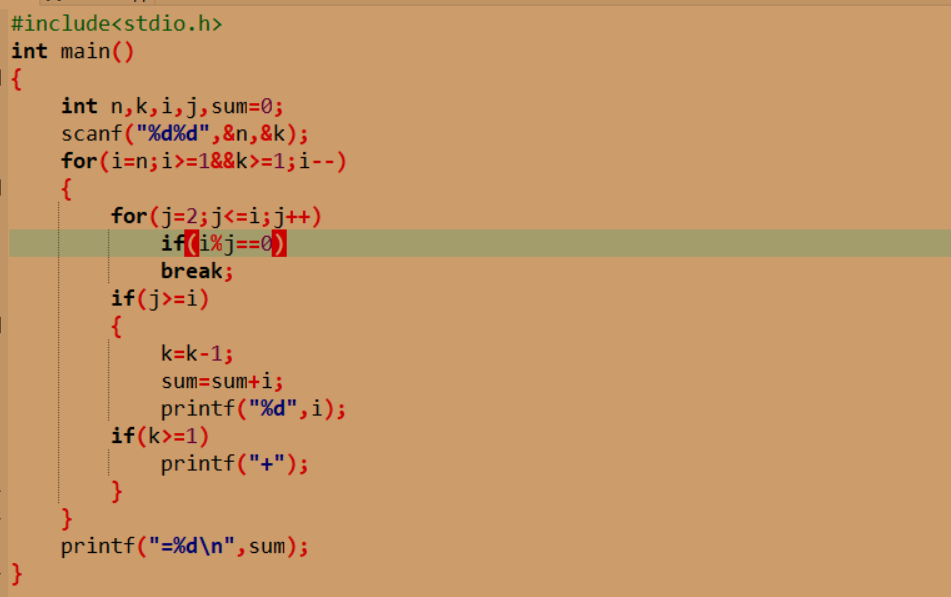 #include<stdio.h>
int main()
{
    int n,k,i,j,sum=0;
    scanf("%d%d",&n,&k);
    for(i=n;i>=1&&k>=1;i--)
    {
        for(j=2;j<=i;j++)
            if(i%j==0)
            break;
        if(j>=i)
        {
            k=k-1;
            sum=sum+i;
            printf("%d",i);
        if(k>=1)
            printf("+");
        }
    }
    printf("=%d\n",sum);
}